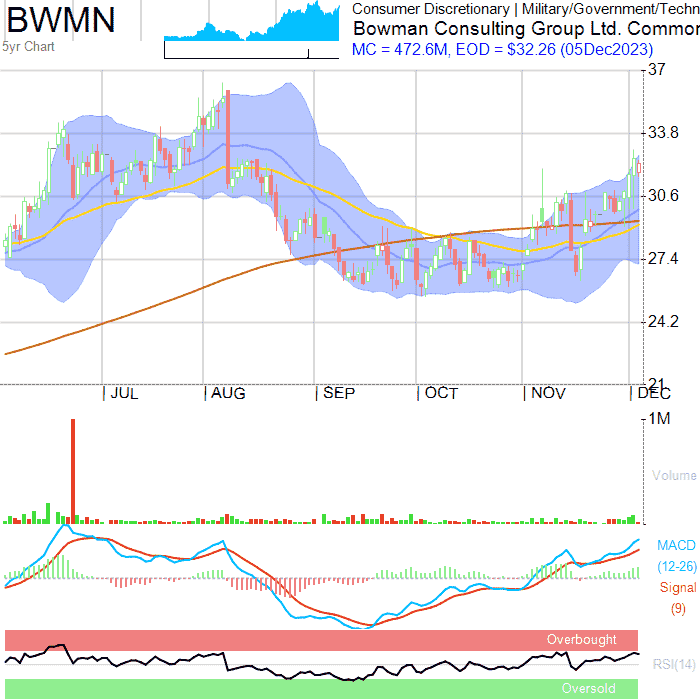 BWMN
5yr Chart
Consumer Discretionary | Military/Government/Techn
Bowman Consulting Group Ltd. Common
MC = 472.6M, EOD = $32.26 (05Dec2023)
37
33.8
30.6
27.4
24.2
21
JUL
AUG
SEP
OCT
NOV
DEC
1M
Volume
MACD
(12-26)
Signal
(9)
Overbought
RSI(14)
Oversold